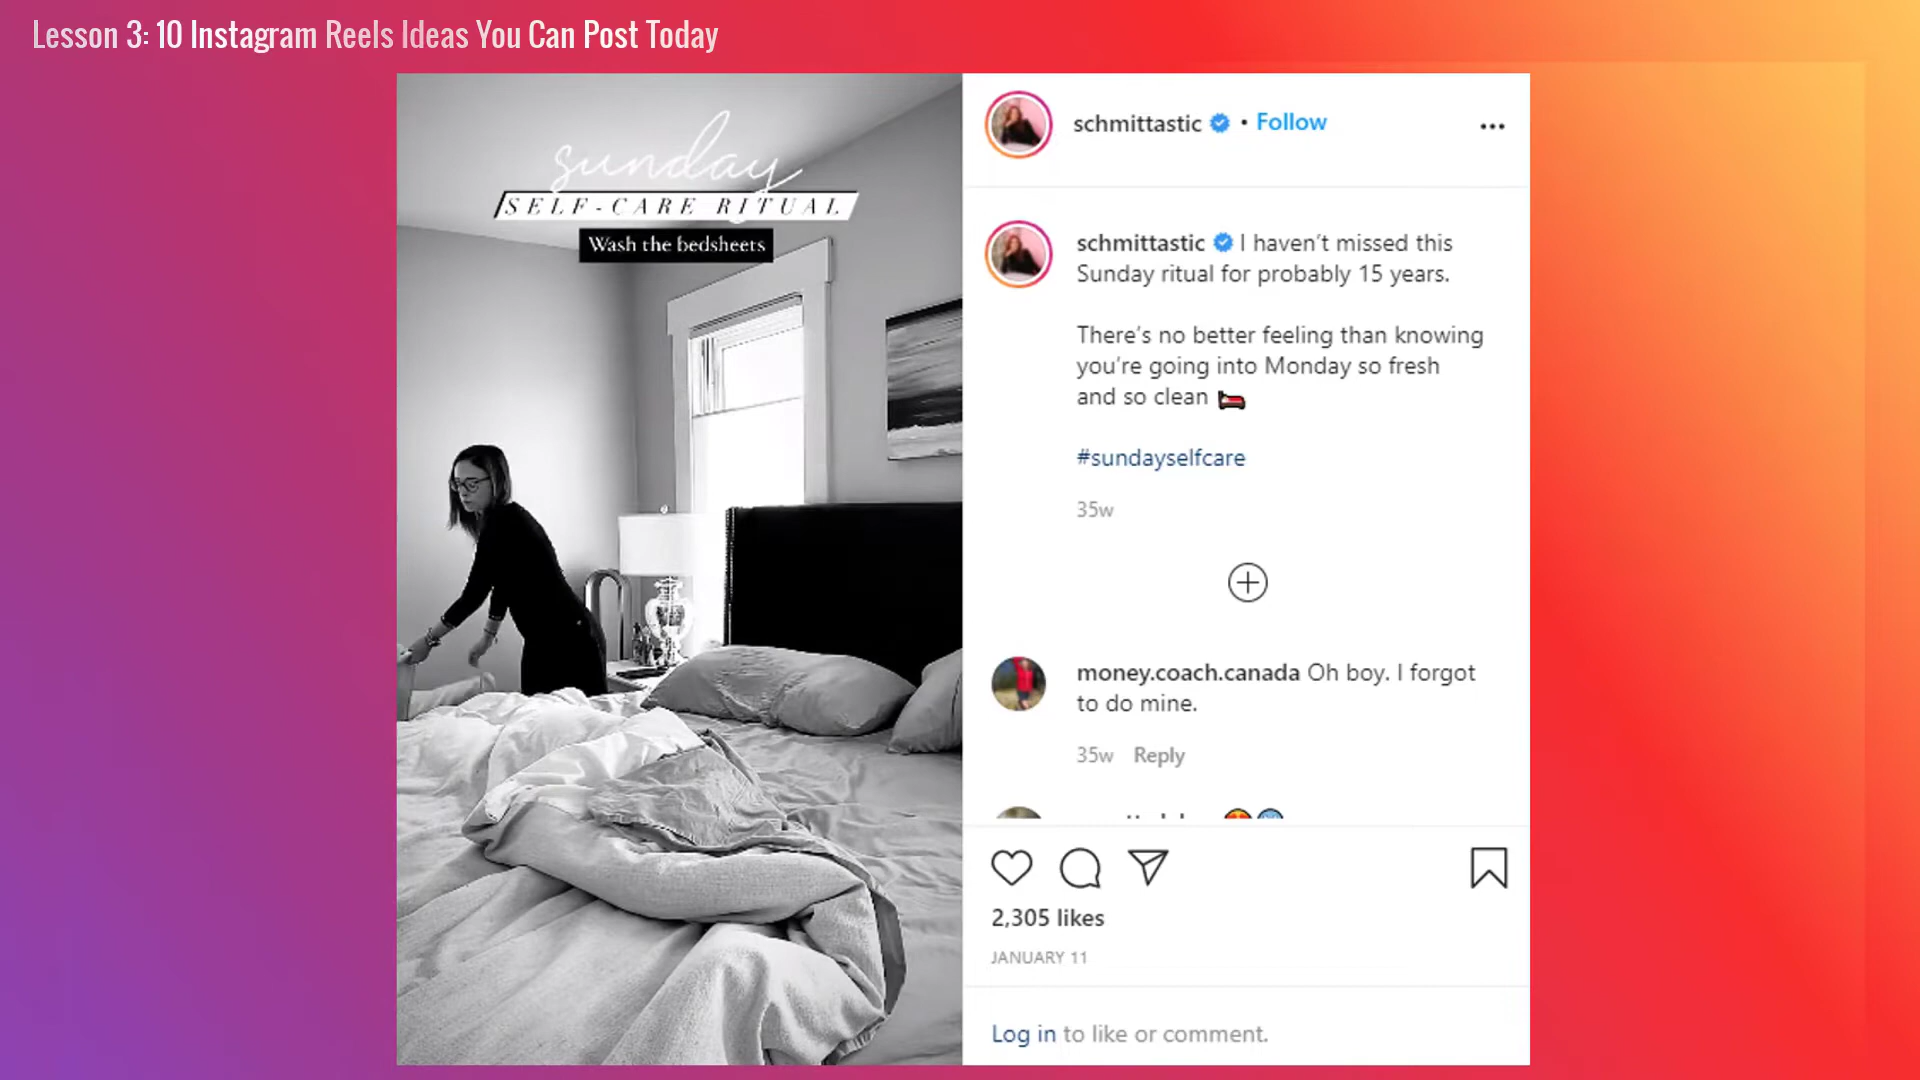 Lesson 3: 10 Instagram Reels Ideas You Can Post Today
sunday
SELF-CARE RITUAL
Wash the bedsheets
schmittastic • Follow
schmittastic I haven't missed this
Sunday ritual for probably 15 years.
There's no better feeling than knowing
you're going into Monday so fresh
and so clean
#sundayselfcare
35w
money.coach.canada Oh boy. I forgot
to do mine.
35w Reply
2,305 likes
JANUARY 11
Log in to like or comment.